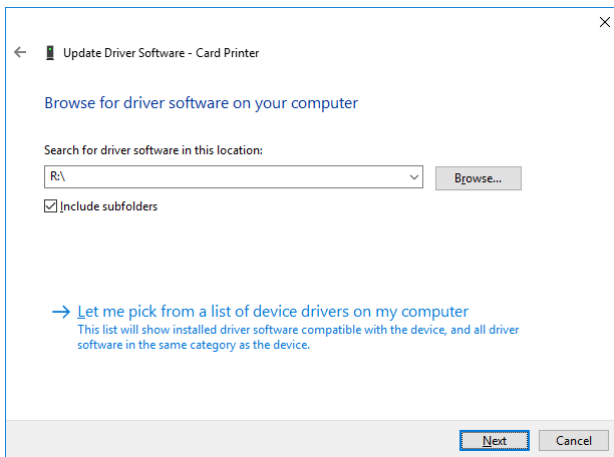 Update Driver Software - Card Printer
Browse for driver software on your computer
Search for driver software in this location:
R:\
Browse...
Include subfolders
Let me pick from a list of device drivers on my computer
This list will show installed driver software compatible with the device, and all driver
software in the same category as the device.
Next
Cancel